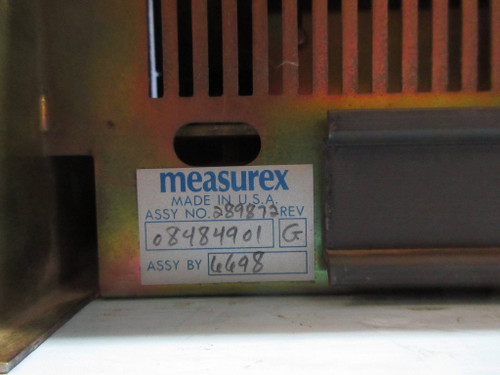 measurex
MADE IN U.S.A.
ASSY NO. 289872 REV
08484901 G
ASSY BY 6698